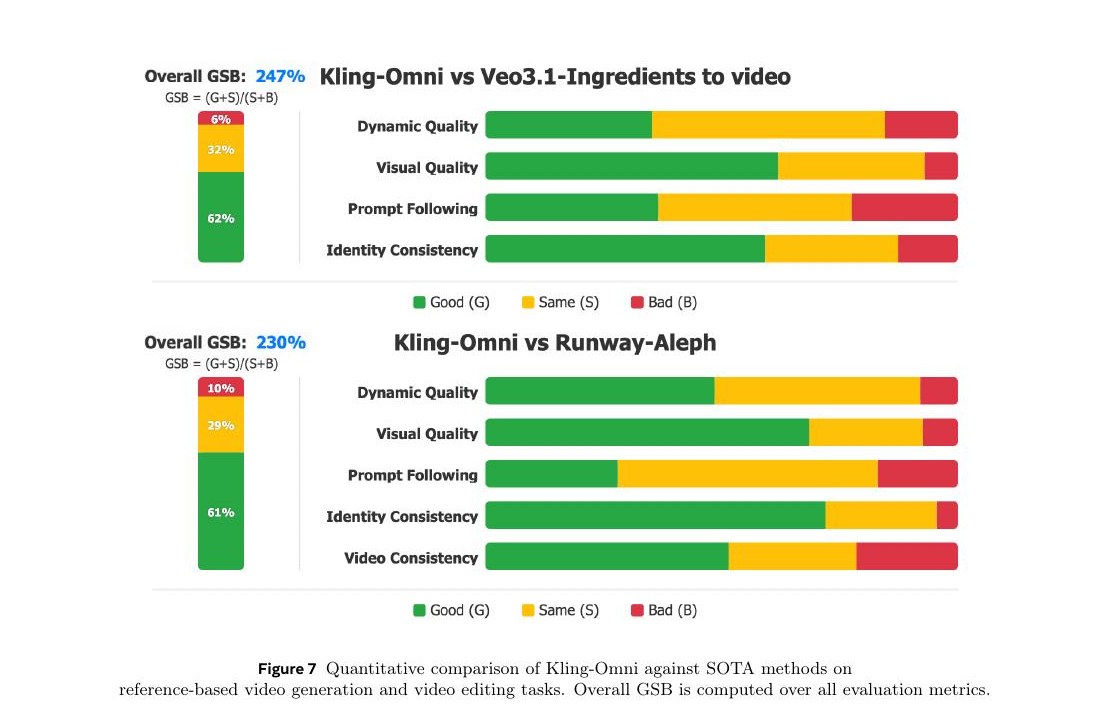 Overall GSB: 247%
Kling-Omni vs Veo3.1-Ingredients to video
GSB = (G+S)/(S+B)
6%
32%
62%
Dynamic Quality
Visual Quality
Prompt Following
Identity Consistency
Good (G)
Same (S)
Bad (B)
Overall GSB: 230%
Kling-Omni vs Runway-Aleph
GSB = (G+S)/(S+B)
10%
29%
61%
Dynamic Quality
Visual Quality
Prompt Following
Identity Consistency
Video Consistency
Good (G)
Same (S)
Bad (B)
Figure 7 Quantitative comparison of Kling-Omni against SOTA methods on
reference-based video generation and video editing tasks. Overall GSB is computed over all evaluation metrics.